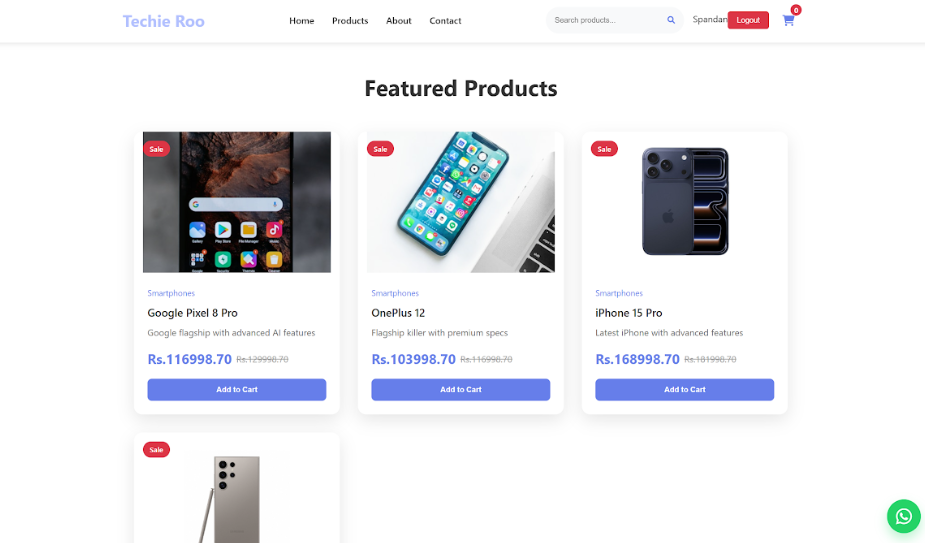 Techie Roo
Home Products About Contact
Search products...
Spandan Logout
0
Featured Products
Sale
Sale
Sale
Smartphones
Google Pixel 8 Pro
Google flagship with advanced AI features
Rs.116998.70 Rs.129998.70
Add to Cart
Smartphones
OnePlus 12
Flagship killer with premium specs
Rs.103998.70 Rs.116998.70
Add to Cart
Smartphones
iPhone 15 Pro
Latest iPhone with advanced features
Rs.168998.70 Rs.181998.70
Add to Cart
Sale